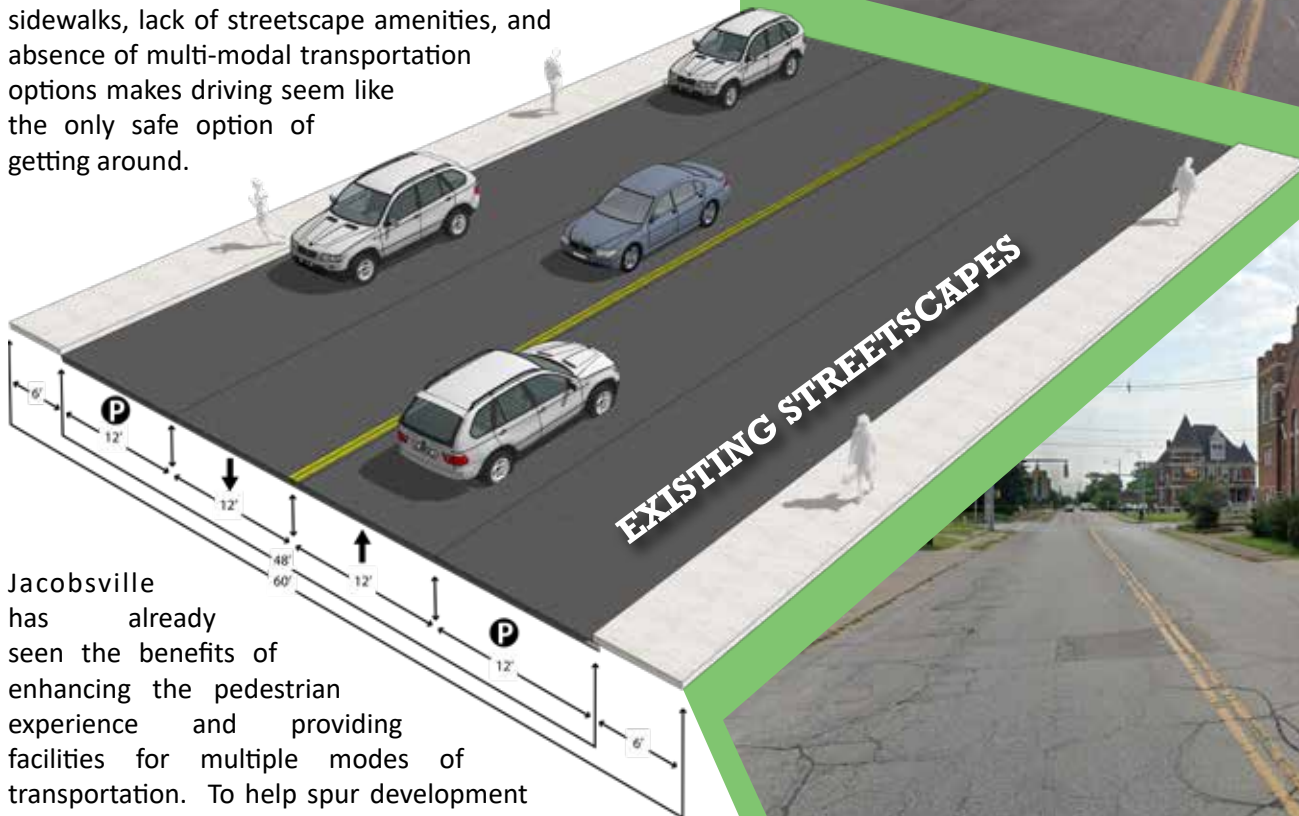 sidewalks, lack of streetscape amenities, and
absence of multi-modal transportation
options makes driving seem like
the only safe option of
getting around.
EXISTING STREETSCAPES
6'
P
12'
12'
48'
60'
12'
P
12'
6'
Jacobsville
has already
seen the benefits of
enhancing the pedestrian
experience and providing
facilities for multiple modes of
transportation. To help spur development